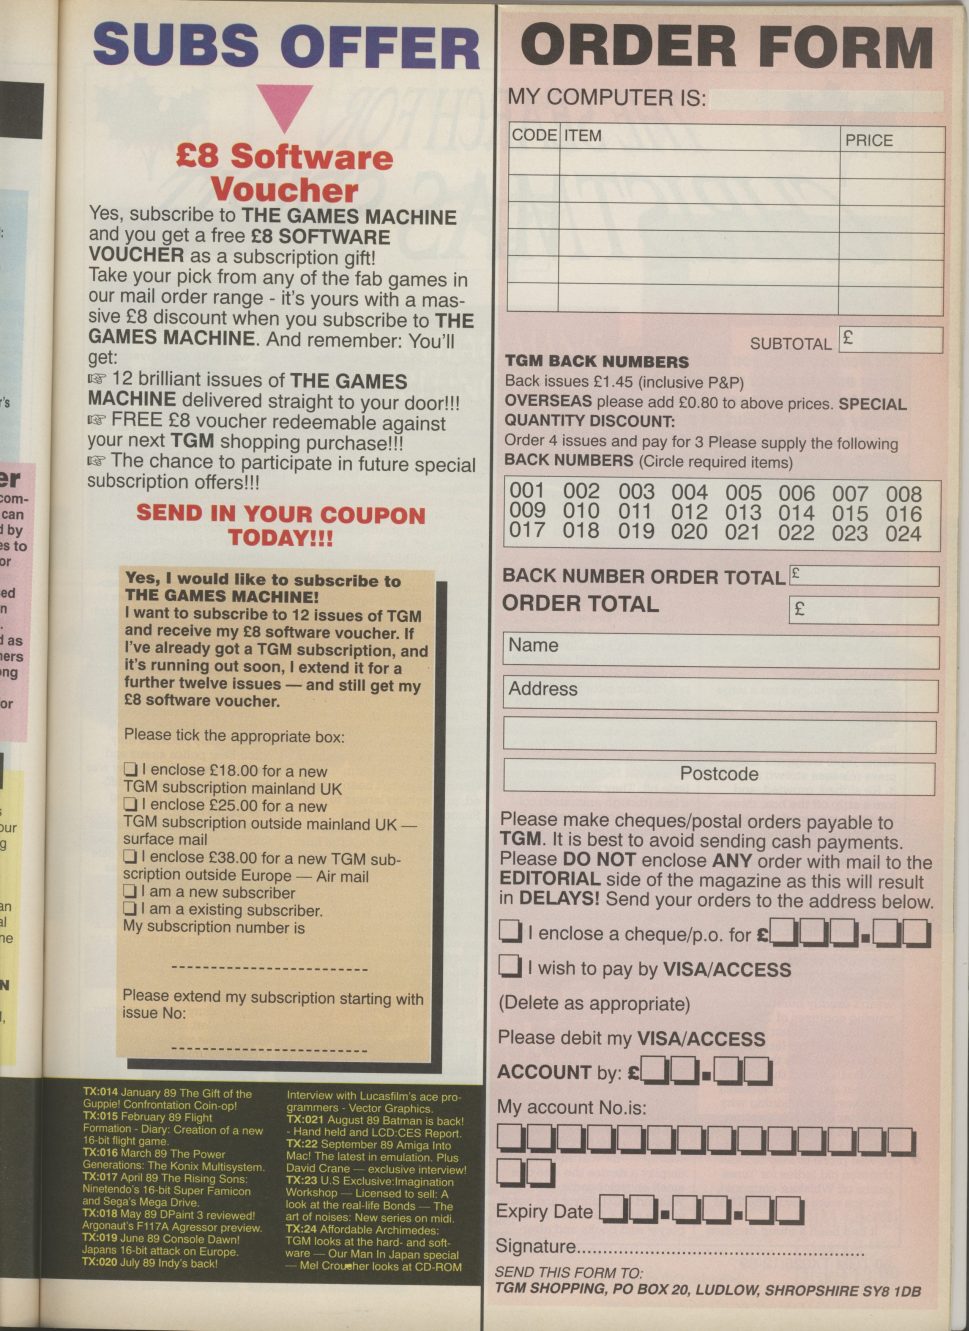 SUBS OFFER
£8 Software
Voucher
Yes, subscribe to THE GAMES MACHINE
and you get a free £8 SOFTWARE
VOUCHER as a subscription gift!
Take your pick from any of the fab games in
our mail order range - it's yours with a mas-
sive £8 discount when you subscribe to THE
GAMES MACHINE. And remember: You'll
get:
☞ 12 brilliant issues of THE GAMES
MACHINE delivered straight to your door!!!
☞ FREE £8 voucher redeemable against
your next TGM shopping purchase!!!
☞ The chance to participate in future special
subscription offers!!!
SEND IN YOUR COUPON
TODAY!!!
Yes, I would like to subscribe to
THE GAMES MACHINE!
I want to subscribe to 12 issues of TGM
and receive my £8 software voucher. If
I've already got a TGM subscription, and
it's running out soon, I extend it for a
further twelve issues — and still get my
£8 software voucher.
Please tick the appropriate box:
❏ I enclose £18.00 for a new
TGM subscription mainland UK
❏ I enclose £25.00 for a new
TGM subscription outside mainland UK —
surface mail
❏ I enclose £38.00 for a new TGM sub-
scription outside Europe — Air mail
❏ I am a new subscriber
❏ I am a existing subscriber.
My subscription number is
Please extend my subscription starting with
issue No:
TX:014 January 89 The Gift of the
Guppie! Confrontation Coin-op!
TX:015 February 89 Flight
Formation - Diary: Creation of a new
16-bit flight game.
TX:016 March 89 The Power
Generations: The Konix Multisystem.
TX:017 April 89 The Rising Sons:
Ninetendo's 16-bit Super Famicon
and Sega's Mega Drive.
TX:018 May 89 DPaint 3 reviewed!
Argonaut's F117A Agressor preview.
TX:019 June 89 Console Dawn!
Japans 16-bit attack on Europe.
TX:020 July 89 Indy's back!
Interview with Lucasfilm's ace pro-
grammers - Vector Graphics.
TX:021 August 89 Batman is back!
- Hand held and LCD:CES Report.
TX:22 September 89 Amiga Into
Mac! The latest in emulation. Plus
David Crane — exclusive interview!
TX:23 U.S Exclusive:Imagination
Workshop — Licensed to sell: A
look at the real-life Bonds — The
art of noises: New series on midi.
TX:24 Affordable Archimedes:
TGM looks at the hard- and soft-
ware — Our Man In Japan special
— Mel Croucher looks at CD-ROM
ORDER FORM
MY COMPUTER IS:
CODE ITEM PRICE
SUBTOTAL £
TGM BACK NUMBERS
Back issues £1.45 (inclusive P&P)
OVERSEAS please add £0.80 to above prices. SPECIAL
QUANTITY DISCOUNT:
Order 4 issues and pay for 3 Please supply the following
BACK NUMBERS (Circle required items)
001 002 003 004 005 006 007 008
009 010 011 012 013 014 015 016
017 018 019 020 021 022 023 024
BACK NUMBER ORDER TOTAL £
ORDER TOTAL £
Name
Address
Postcode
Please make cheques/postal orders payable to
TGM. It is best to avoid sending cash payments.
Please DO NOT enclose ANY order with mail to the
EDITORIAL side of the magazine as this will result
in DELAYS! Send your orders to the address below.
❏ I enclose a cheque/p.o. for £❏❏❏.❏❏
❏ I wish to pay by VISA/ACCESS
(Delete as appropriate)
Please debit my VISA/ACCESS
ACCOUNT by: £❏❏.❏❏
My account No.is:
Expiry Date ❏❏.❏❏.❏❏
Signature................................................................
SEND THIS FORM TO:
TGM SHOPPING, PO BOX 20, LUDLOW, SHROPSHIRE SY8 1DB